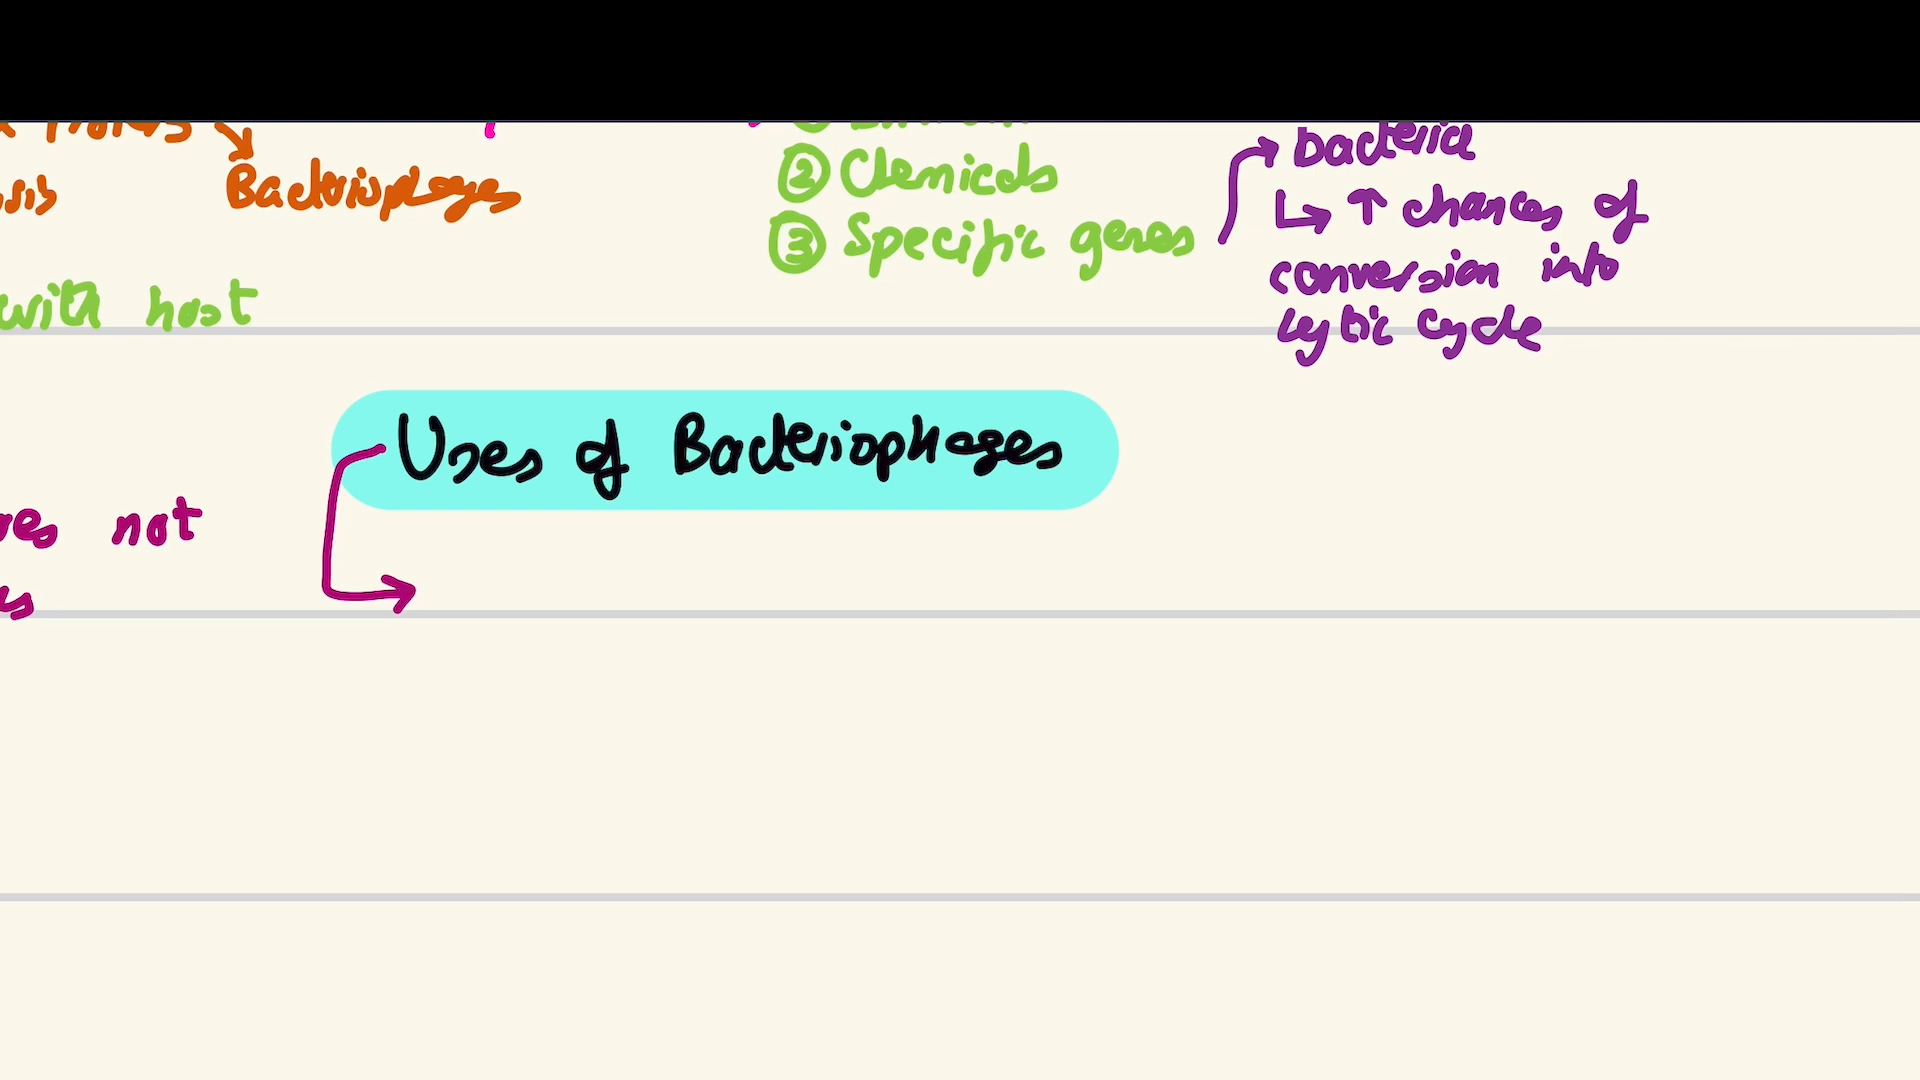 Bacteriophages
with host
② Chemicals
③ Specific genes
bacteria
↳ ↑ chances of
conversion into
lytic cycle
Uses of Bacteriophages
not